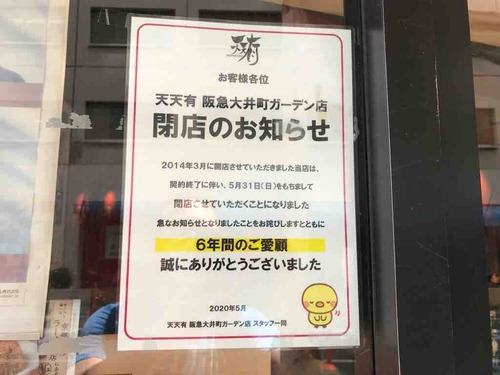 天天有
お客様各位
天天有 阪急大井町ガーデン店
閉店のお知らせ
2014年3月に開店させていただきました当店は、
契約終了に伴い、5月31日(日)をもちまして
閉店させていただくことになりました
急なお知らせとなりましたことをお詫びしますとともに
6年間のご愛顧
誠にありがとうございました
2020年5月
天天有 阪急大井町ガーデン店 スタッフ一同